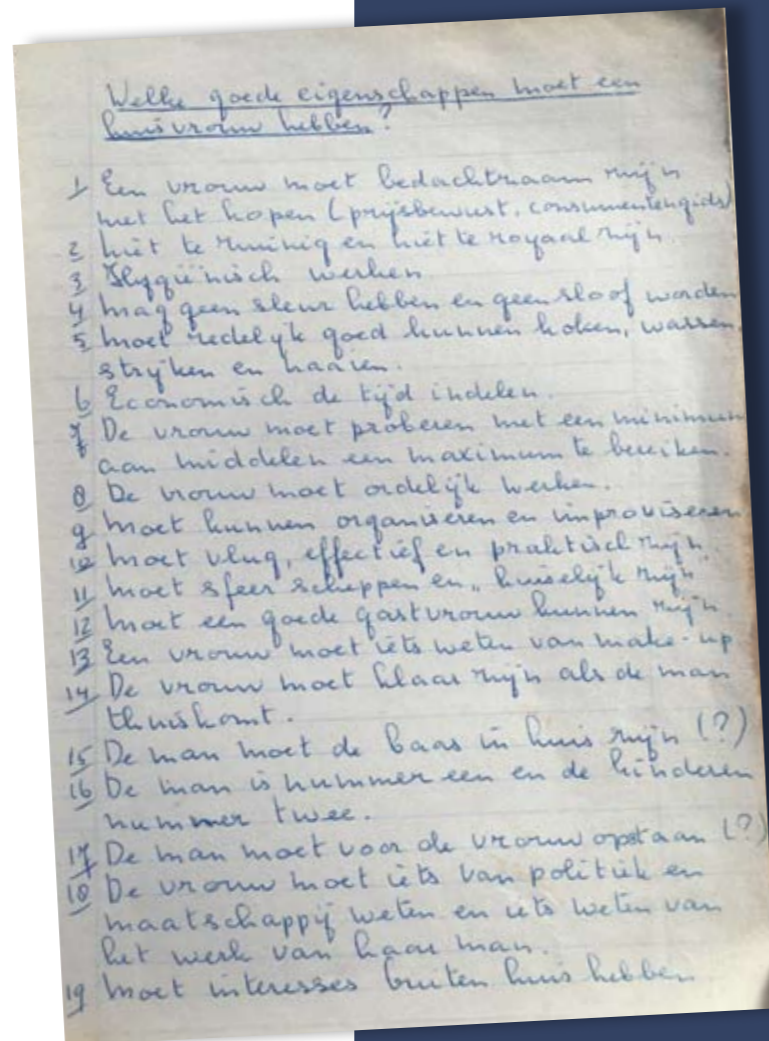 Welke goede eigenschappen moet een
huisvrouw hebben?
1 Een vrouw moet bedachtzaam zijn
met het kopen (prijsbewust, consumentengids)
2 niet te zuinig en niet te royaal zijn.
3 Hygiënisch werken
4 mag geen sleur hebben en geen sloof worden
5 moet redelijk goed kunnen koken, wassen,
strijken en naaien.
6 Economisch de tijd indelen.
7 De vrouw moet proberen met een minimum
aan middelen een maximum te bereiken.
8 De vrouw moet ordelijk werken.
9 moet kunnen organiseren en improviseren
10 moet vlug, effectief en praktisch zijn.
11 moet sfeer scheppen en „huiselijk zijn"
12 moet een goede gastvrouw kunnen zijn.
13 Een vrouw moet iets weten van make-up
14 De vrouw moet klaar zijn als de man
thuiskomt.
15 De man moet de baas in huis zijn (?)
16 De man is nummer een en de kinderen
nummer twee.
17 De man moet voor de vrouw opstaan (?)
18 De vrouw moet iets van politiek en
maatschappij weten en iets weten van
het werk van haar man.
19 moet interesses buiten huis hebben